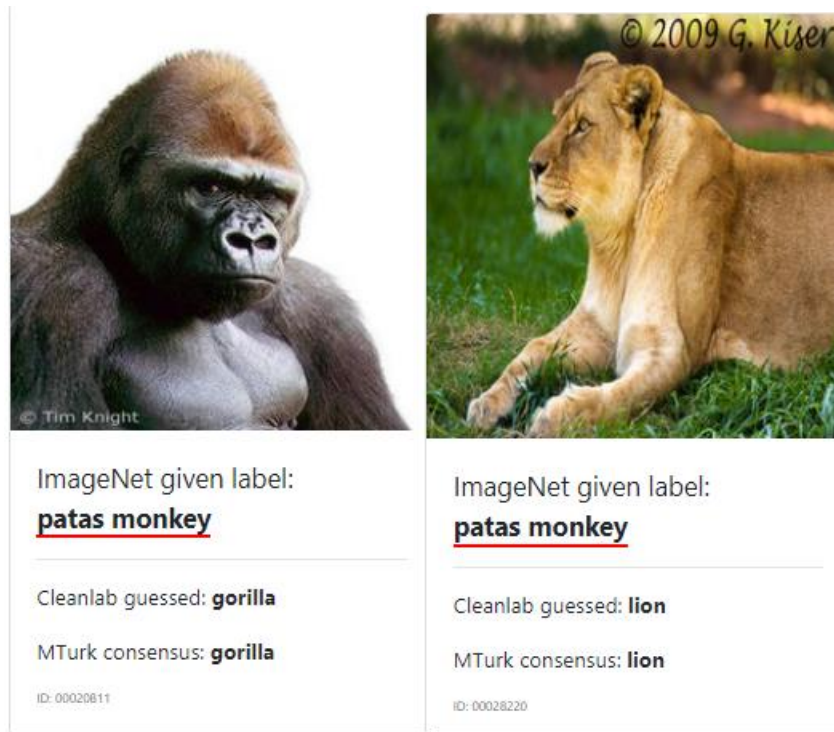 © 2009 G. Kiser
© Tim Knight
ImageNet given label:
patas monkey
Cleanlab guessed: gorilla
MTurk consensus: gorilla
ID: 00020811
ImageNet given label:
patas monkey
Cleanlab guessed: lion
MTurk consensus: lion
ID: 00028220